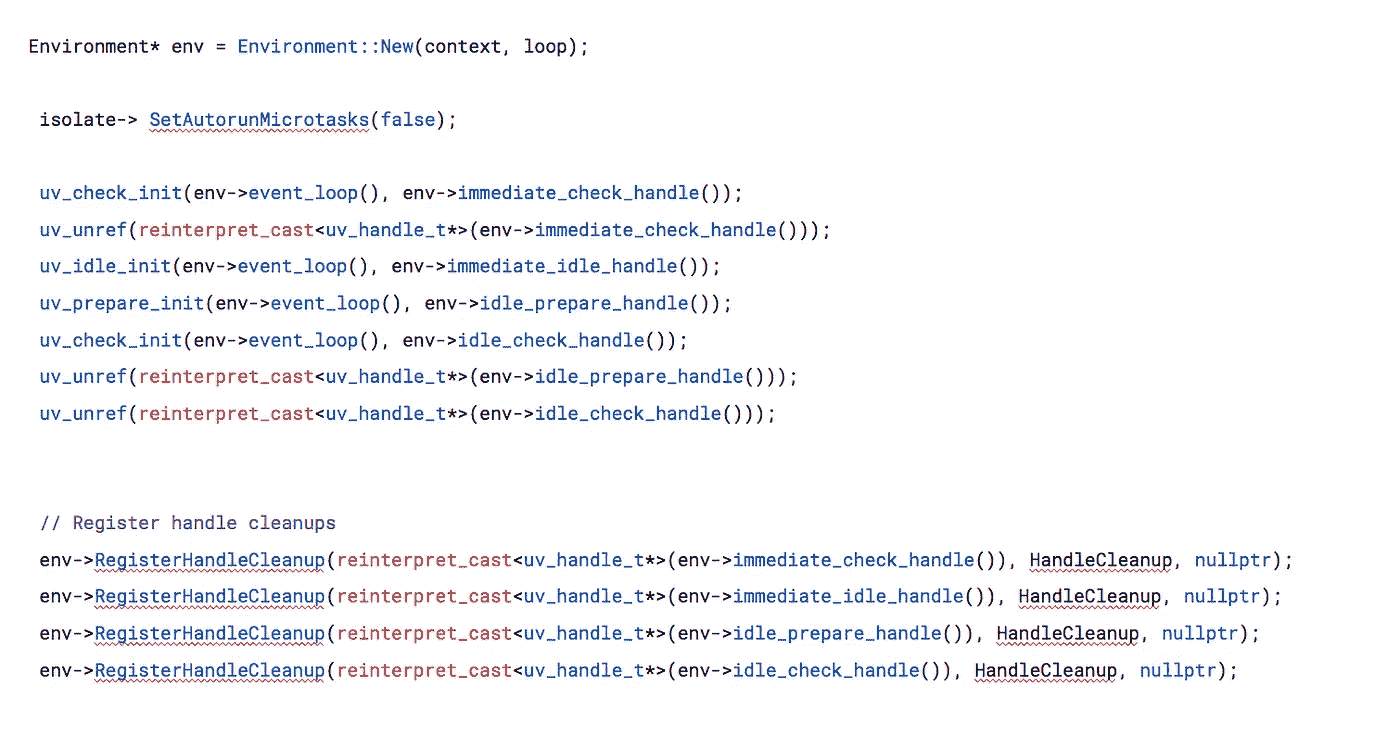 Environment* env = Environment::New(context, loop);
isolate-> SetAutorunMicrotasks(false);
uv_check_init(env->event_loop(), env->immediate_check_handle());
uv_unref(reinterpret_cast<uv_handle_t*>(env->immediate_check_handle()));
uv_idle_init(env->event_loop(), env->immediate_idle_handle());
uv_prepare_init(env->event_loop(), env->idle_prepare_handle());
uv_check_init(env->event_loop(), env->idle_check_handle());
uv_unref(reinterpret_cast<uv_handle_t*>(env->idle_prepare_handle()));
uv_unref(reinterpret_cast<uv_handle_t*>(env->idle_check_handle()));
// Register handle cleanups
env->RegisterHandleCleanup(reinterpret_cast<uv_handle_t*>(env->immediate_check_handle()), HandleCleanup, nullptr);
env->RegisterHandleCleanup(reinterpret_cast<uv_handle_t*>(env->immediate_idle_handle()), HandleCleanup, nullptr);
env->RegisterHandleCleanup(reinterpret_cast<uv_handle_t*>(env->idle_prepare_handle()), HandleCleanup, nullptr);
env->RegisterHandleCleanup(reinterpret_cast<uv_handle_t*>(env->idle_check_handle()), HandleCleanup, nullptr);